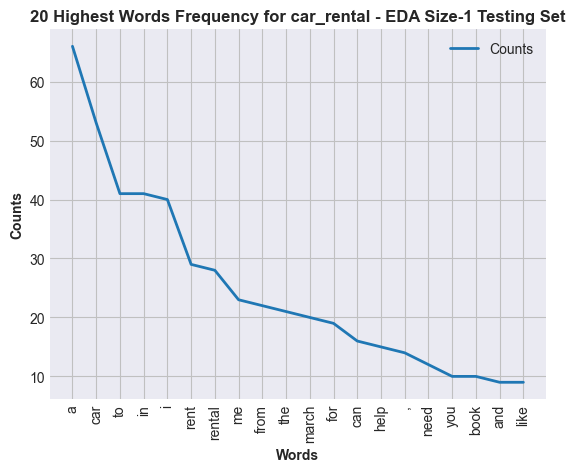 20 Highest Words Frequency for car_rental - EDA Size-1 Testing Set
Counts
Counts
60
50
40
30
20
10
a
car
to
in
i
rent
rental
me
from
the
march
for
can
help
,
need
you
book
and
like
Words